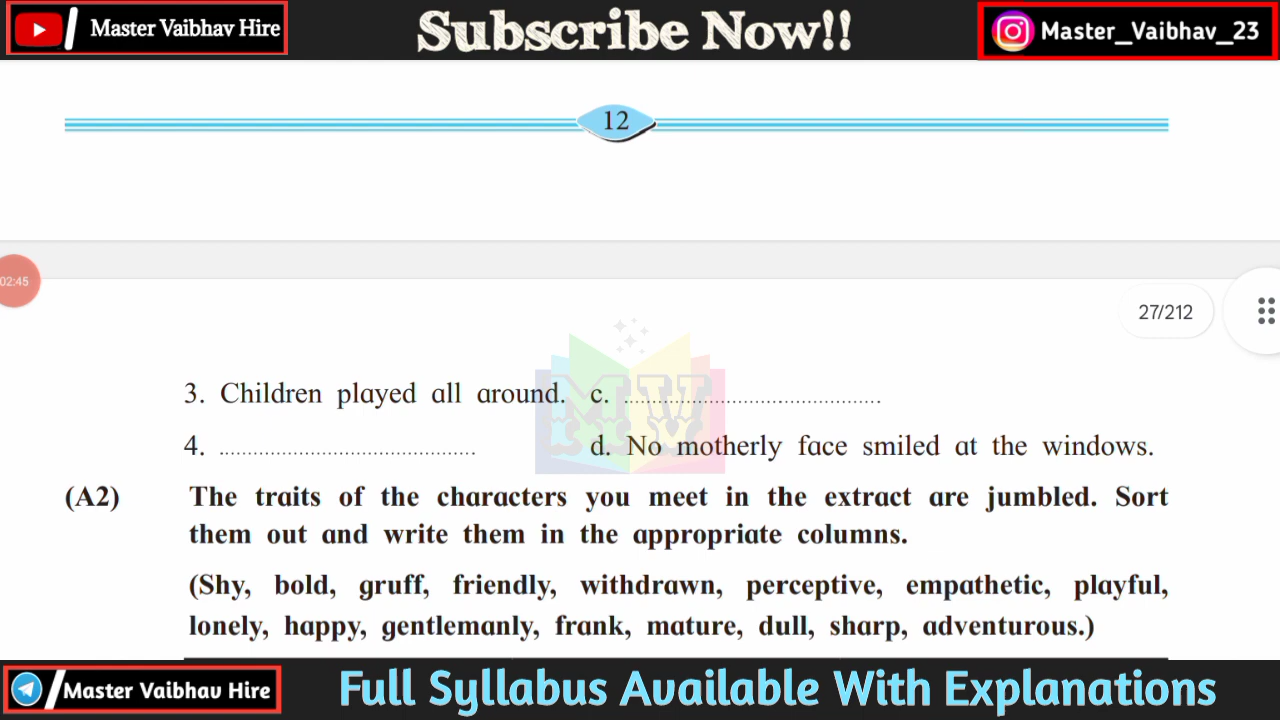 Master Vaibhav Hire
Subscribe Now!!
Master_Vaibhav_23
12
02:45
27/212
MV
3. Children played all around. c. ..........................................
4. .......................................... d. No motherly face smiled at the windows.
(A2) The traits of the characters you meet in the extract are jumbled. Sort
them out and write them in the appropriate columns.
(Shy, bold, gruff, friendly, withdrawn, perceptive, empathetic, playful,
lonely, happy, gentlemanly, frank, mature, dull, sharp, adventurous.)
Master Vaibhav Hire
Full Syllabus Available With Explanations